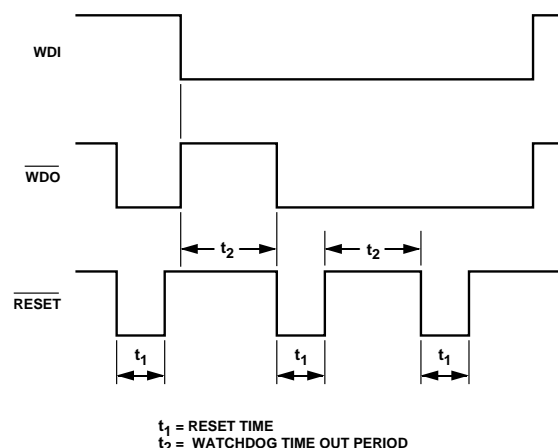 WDI
WDO
t2
t2
RESET
t1
t1
t1
t1 = RESET TIME
t2 = WATCHDOG TIME OUT PERIOD